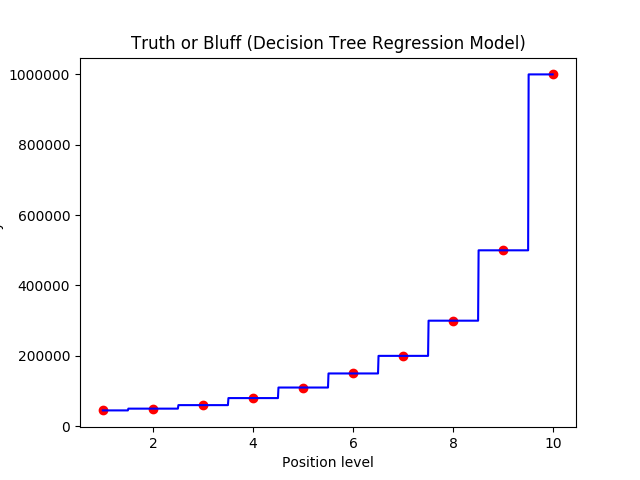 Truth or Bluff (Decision Tree Regression Model)
1000000
800000
600000
400000
200000
0
2 4 6 8 10
Position level